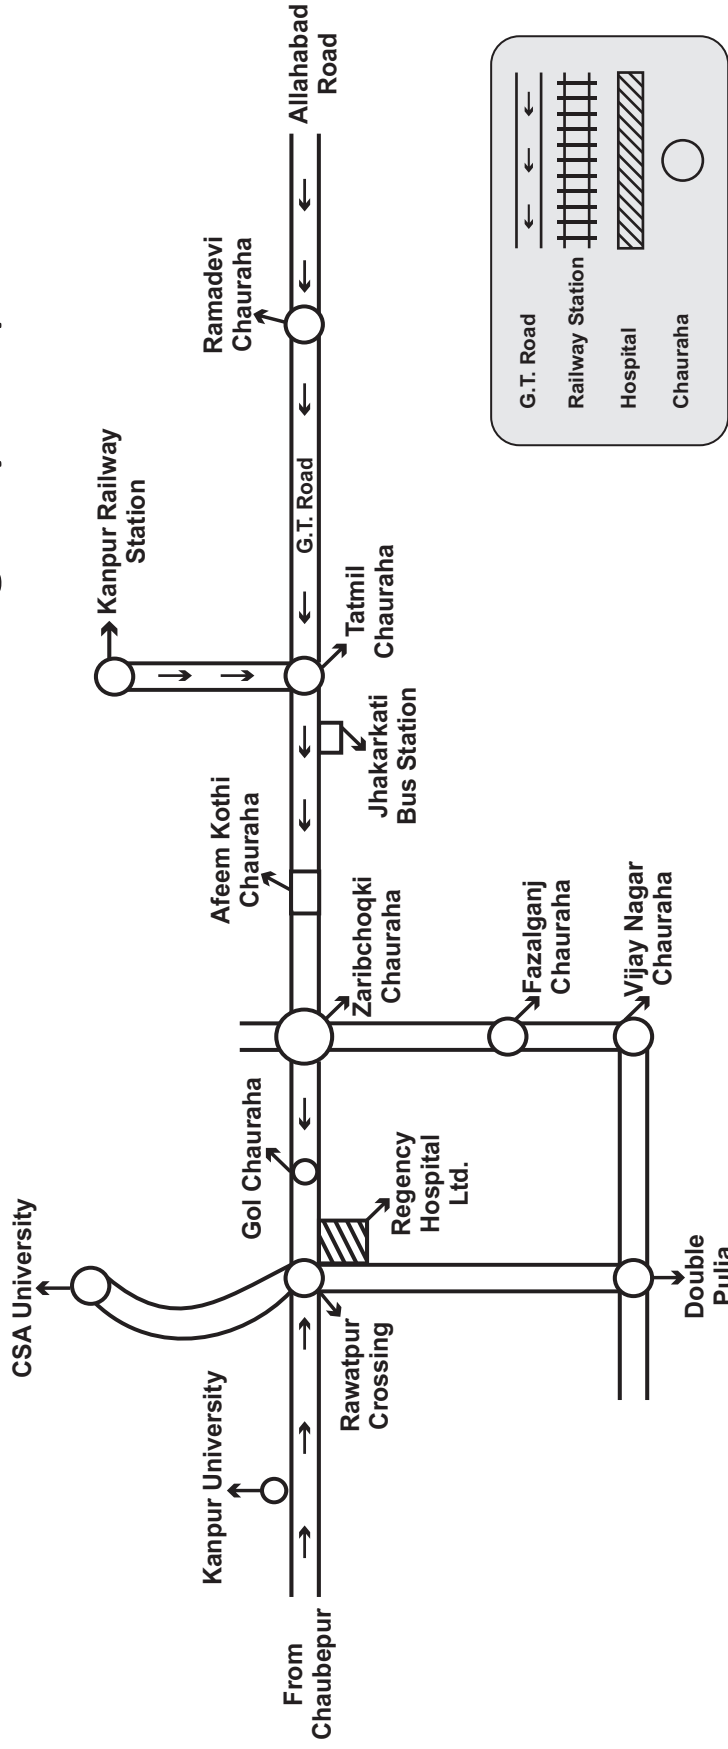 CSA University
Kanpur Railway
Station
Kanpur University
Gol Chauraha
Afeem Kothi
Chauraha
Ramadevi
Chauraha
From
Chaubepur
G.T. Road
Allahabad
Road
Rawatpur
Crossing
Regency
Hospital
Ltd.
Zaribchoqki
Chauraha
Jhakarkati
Bus Station
Tatmil
Chauraha
Fazalganj
Chauraha
Vijay Nagar
Chauraha
Double
Pulia
G.T. Road
Railway Station
Hospital
Chauraha